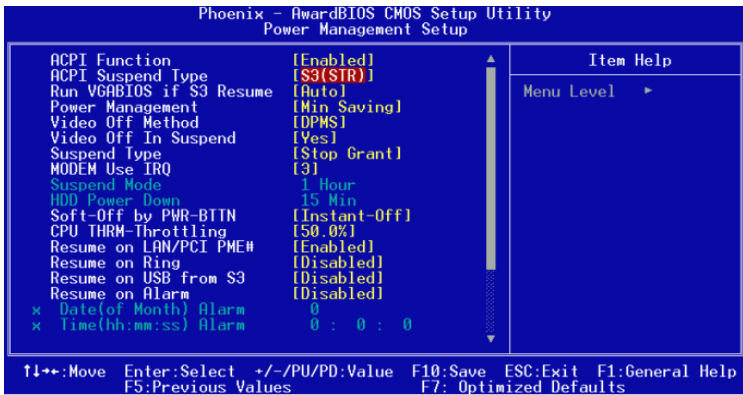 Phoenix - AwardBIOS CMOS Setup Utility
Power Management Setup
ACPI Function [Enabled]
ACPI Suspend Type [S3(STR)]
Run VGABIOS if S3 Resume [Auto]
Power Management [Min Saving]
Video Off Method [DPMS]
Video Off In Suspend [Yes]
Suspend Type [Stop Grant]
MODEM Use IRQ [3]
Suspend Mode 1 Hour
HDD Power Down 15 Min
Soft-Off by PWR-BTTN [Instant-Off]
CPU THRM-Throttling [50.0%]
Resume on LAN/PCI PME# [Enabled]
Resume on Ring [Disabled]
Resume on USB from S3 [Disabled]
Resume on Alarm [Disabled]
x Date(of Month) Alarm 0
x Time(hh:mm:ss) Alarm 0 : 0 : 0
Item Help
Menu Level ►
↑↓→←:Move Enter:Select +/-/PU/PD:Value F10:Save ESC:Exit F1:General Help
F5:Previous Values F7: Optimized Defaults